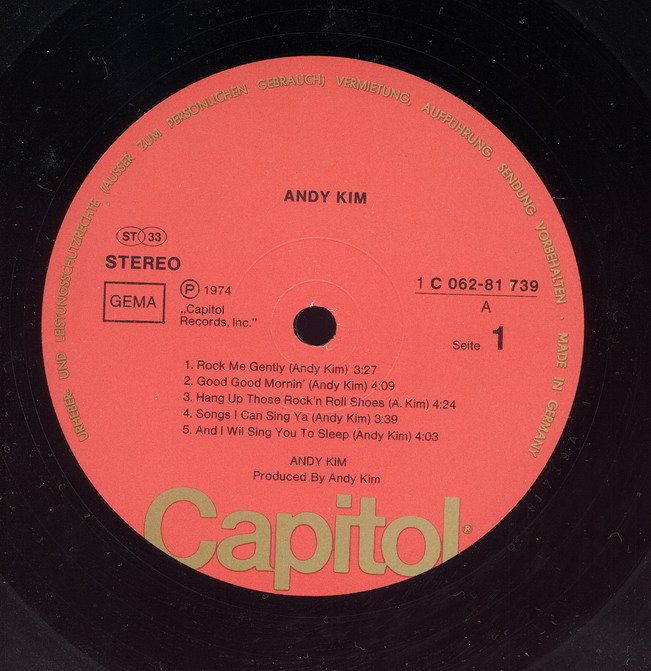 URHEBER- UND LEISTUNGSSCHUTZRECHTE (AUSSER ZUM PERSÖNLICHEN GEBRAUCH) VERMIETUNG, AUFFÜHRUNG, SENDUNG VORBEHALTEN · MADE IN GERMANY
ANDY KIM
ST 33
STEREO
GEMA
Ⓟ 1974
„Capitol
Records, Inc."
1 C 062-81 739
A
Seite 1
1. Rock Me Gently (Andy Kim) 3:27
2. Good Good Mornin' (Andy Kim) 4:09
3. Hang Up Those Rock'n Roll Shoes (A. Kim) 4:24
4. Songs I Can Sing Ya (Andy Kim) 3:39
5. And I Wil Sing You To Sleep (Andy Kim) 4:03
ANDY KIM
Produced By Andy Kim
Capitol®